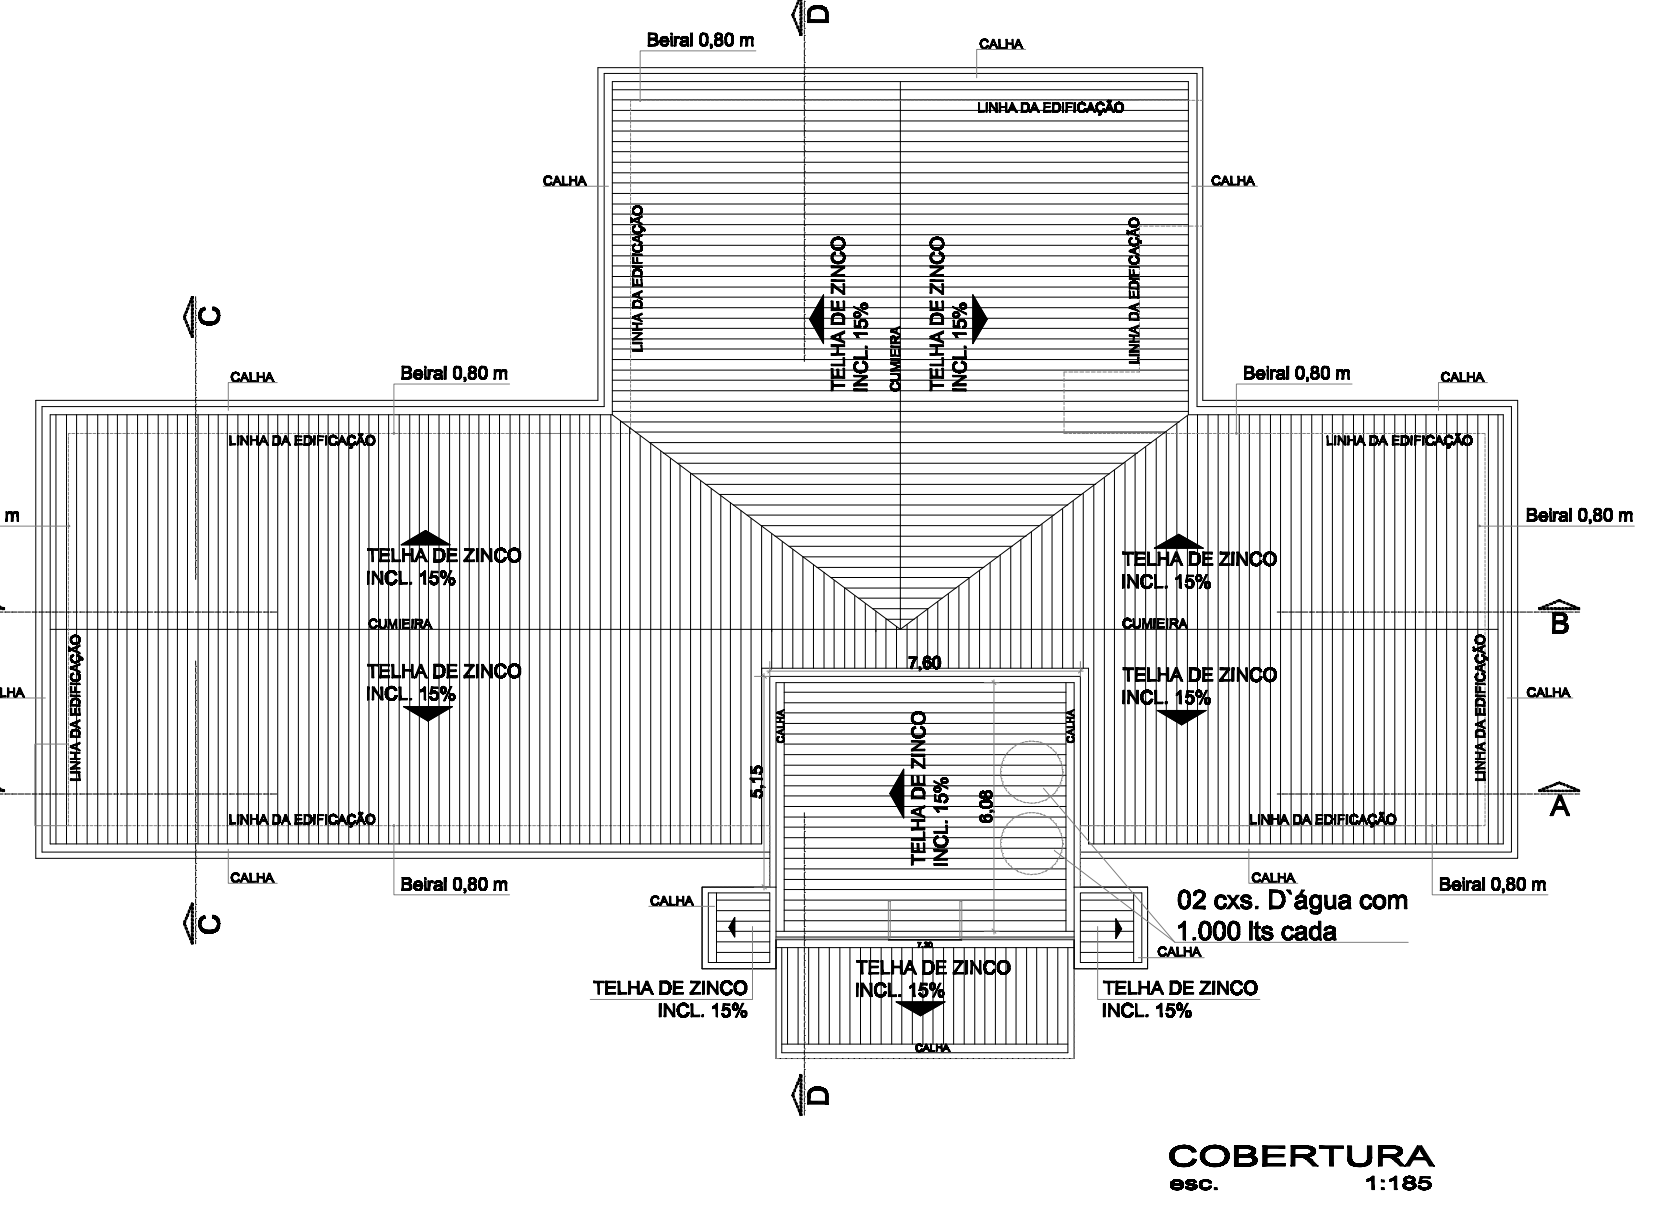 D
Beiral 0,80 m
CALHA
LINHA DA EDIFICAÇÃO
CALHA
CALHA
LINHA DA EDIFICAÇÃO
LINHA DA EDIFICAÇÃO
TELHA DE ZINCO
INCL. 15%
CUMIEIRA
TELHA DE ZINCO
INCL. 15%
C
CALHA
Beiral 0,80 m
Beiral 0,80 m
CALHA
LINHA DA EDIFICAÇÃO
LINHA DA EDIFICAÇÃO
m
Beiral 0,80 m
TELHA DE ZINCO
INCL. 15%
TELHA DE ZINCO
INCL. 15%
CUMIEIRA
CUMIEIRA
B
TELHA DE ZINCO
INCL. 15%
TELHA DE ZINCO
INCL. 15%
7,60
LHA
LINHA DA EDIFICAÇÃO
CALHA
CALHA
LINHA DA EDIFICAÇÃO
CALHA
5,15
TELHA DE ZINCO
INCL. 15%
6,08
A
LINHA DA EDIFICAÇÃO
LINHA DA EDIFICAÇÃO
CALHA
Beiral 0,80 m
CALHA
Beiral 0,80 m
CALHA
02 cxs. D`água com
1.000 lts cada
C
7,30
CALHA
TELHA DE ZINCO
INCL. 15%
TELHA DE ZINCO
INCL. 15%
TELHA DE ZINCO
INCL. 15%
CALHA
D
COBERTURA
esc. 1:185